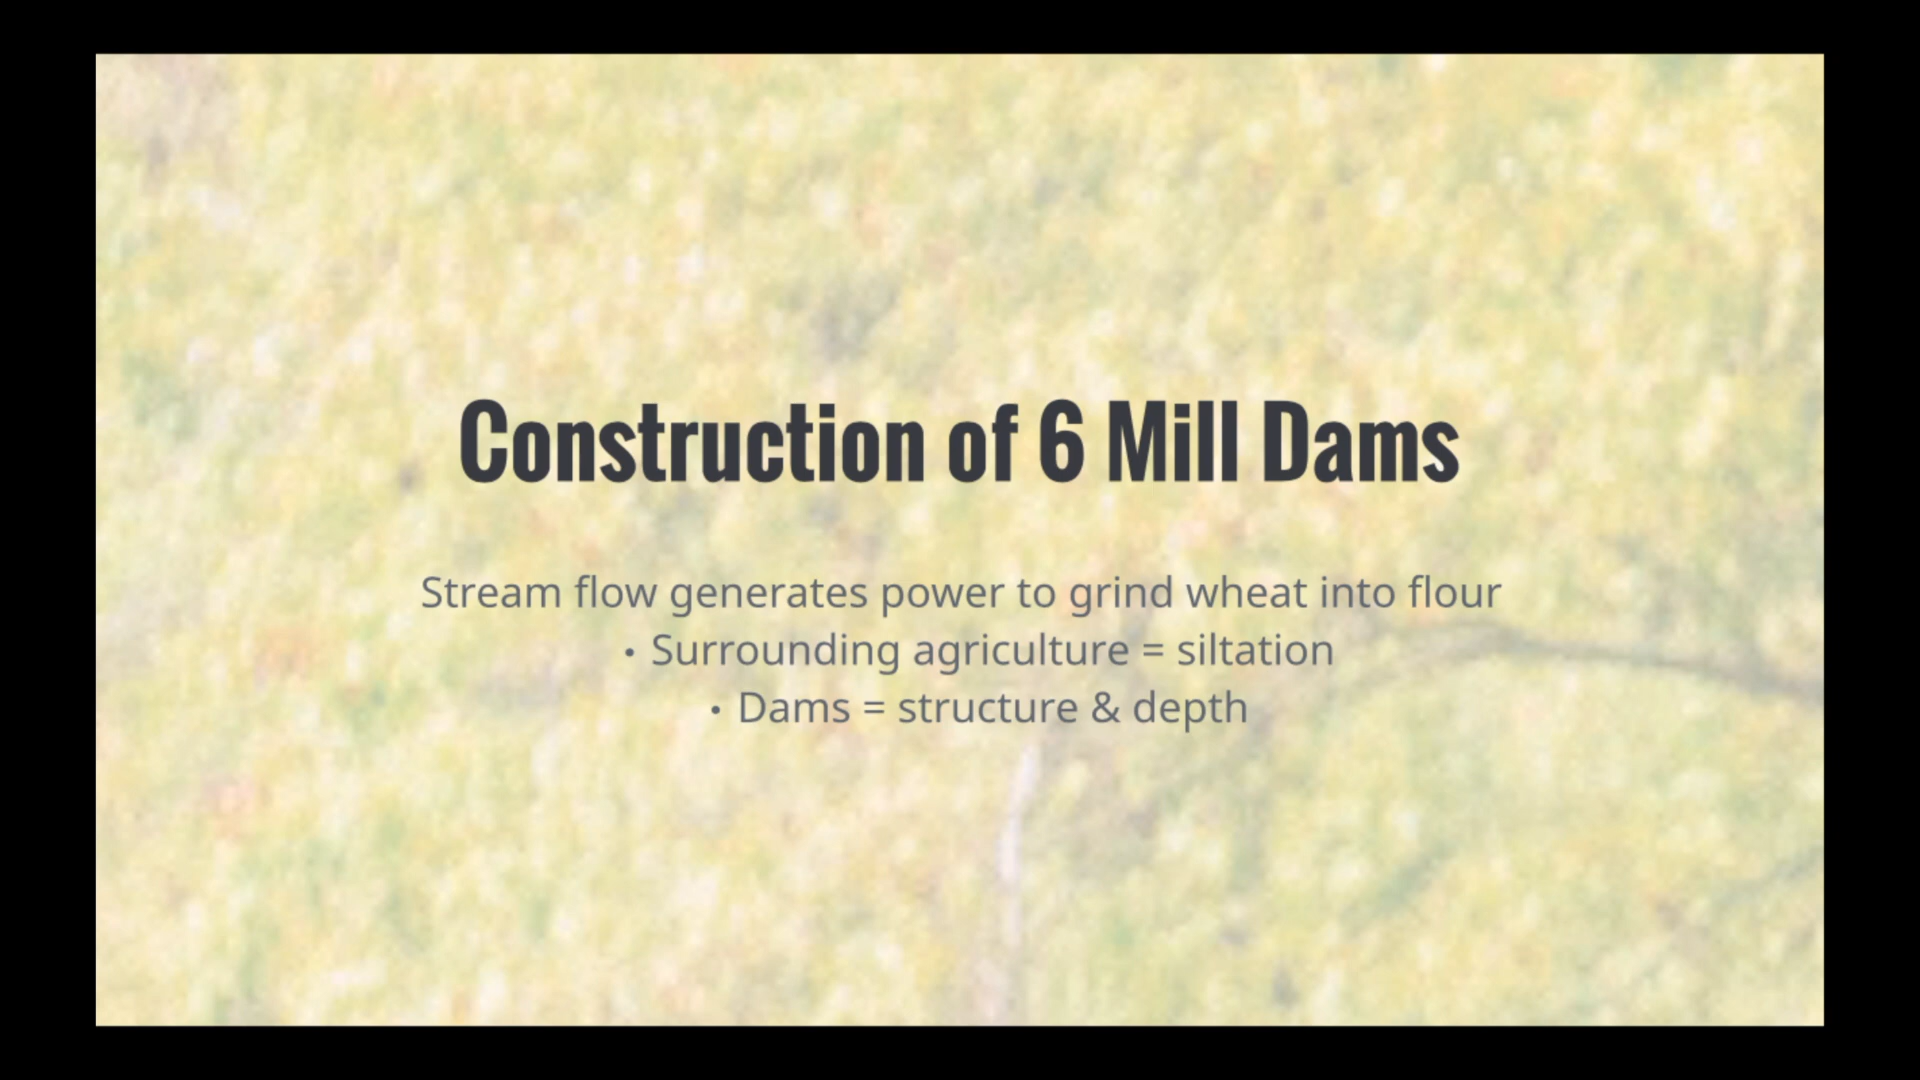 Construction of 6 Mill Dams
Stream flow generates power to grind wheat into flour
• Surrounding agriculture = siltation
• Dams = structure & depth